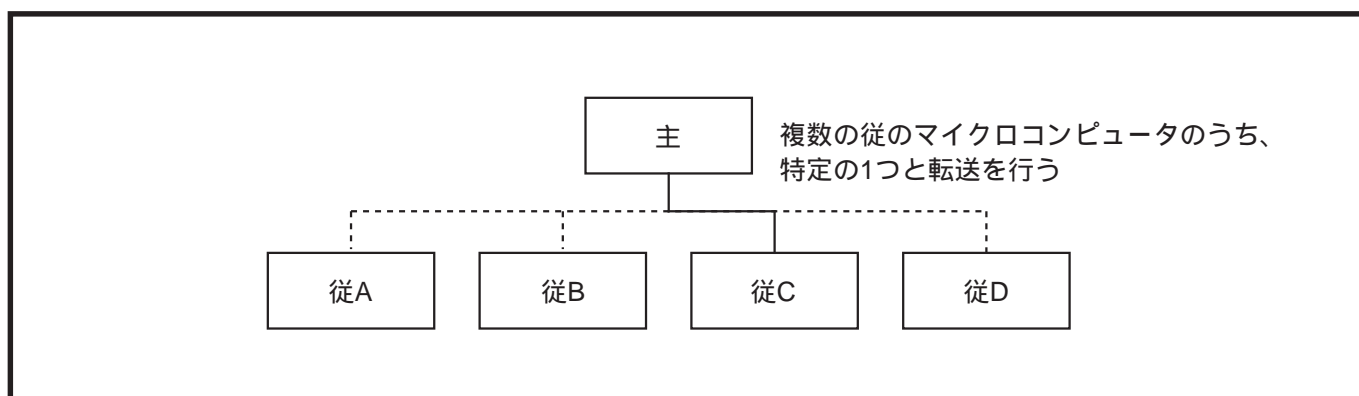 主
複数の従のマイクロコンピュータのうち、
特定の1つと転送を行う
従A
従B
従C
従D